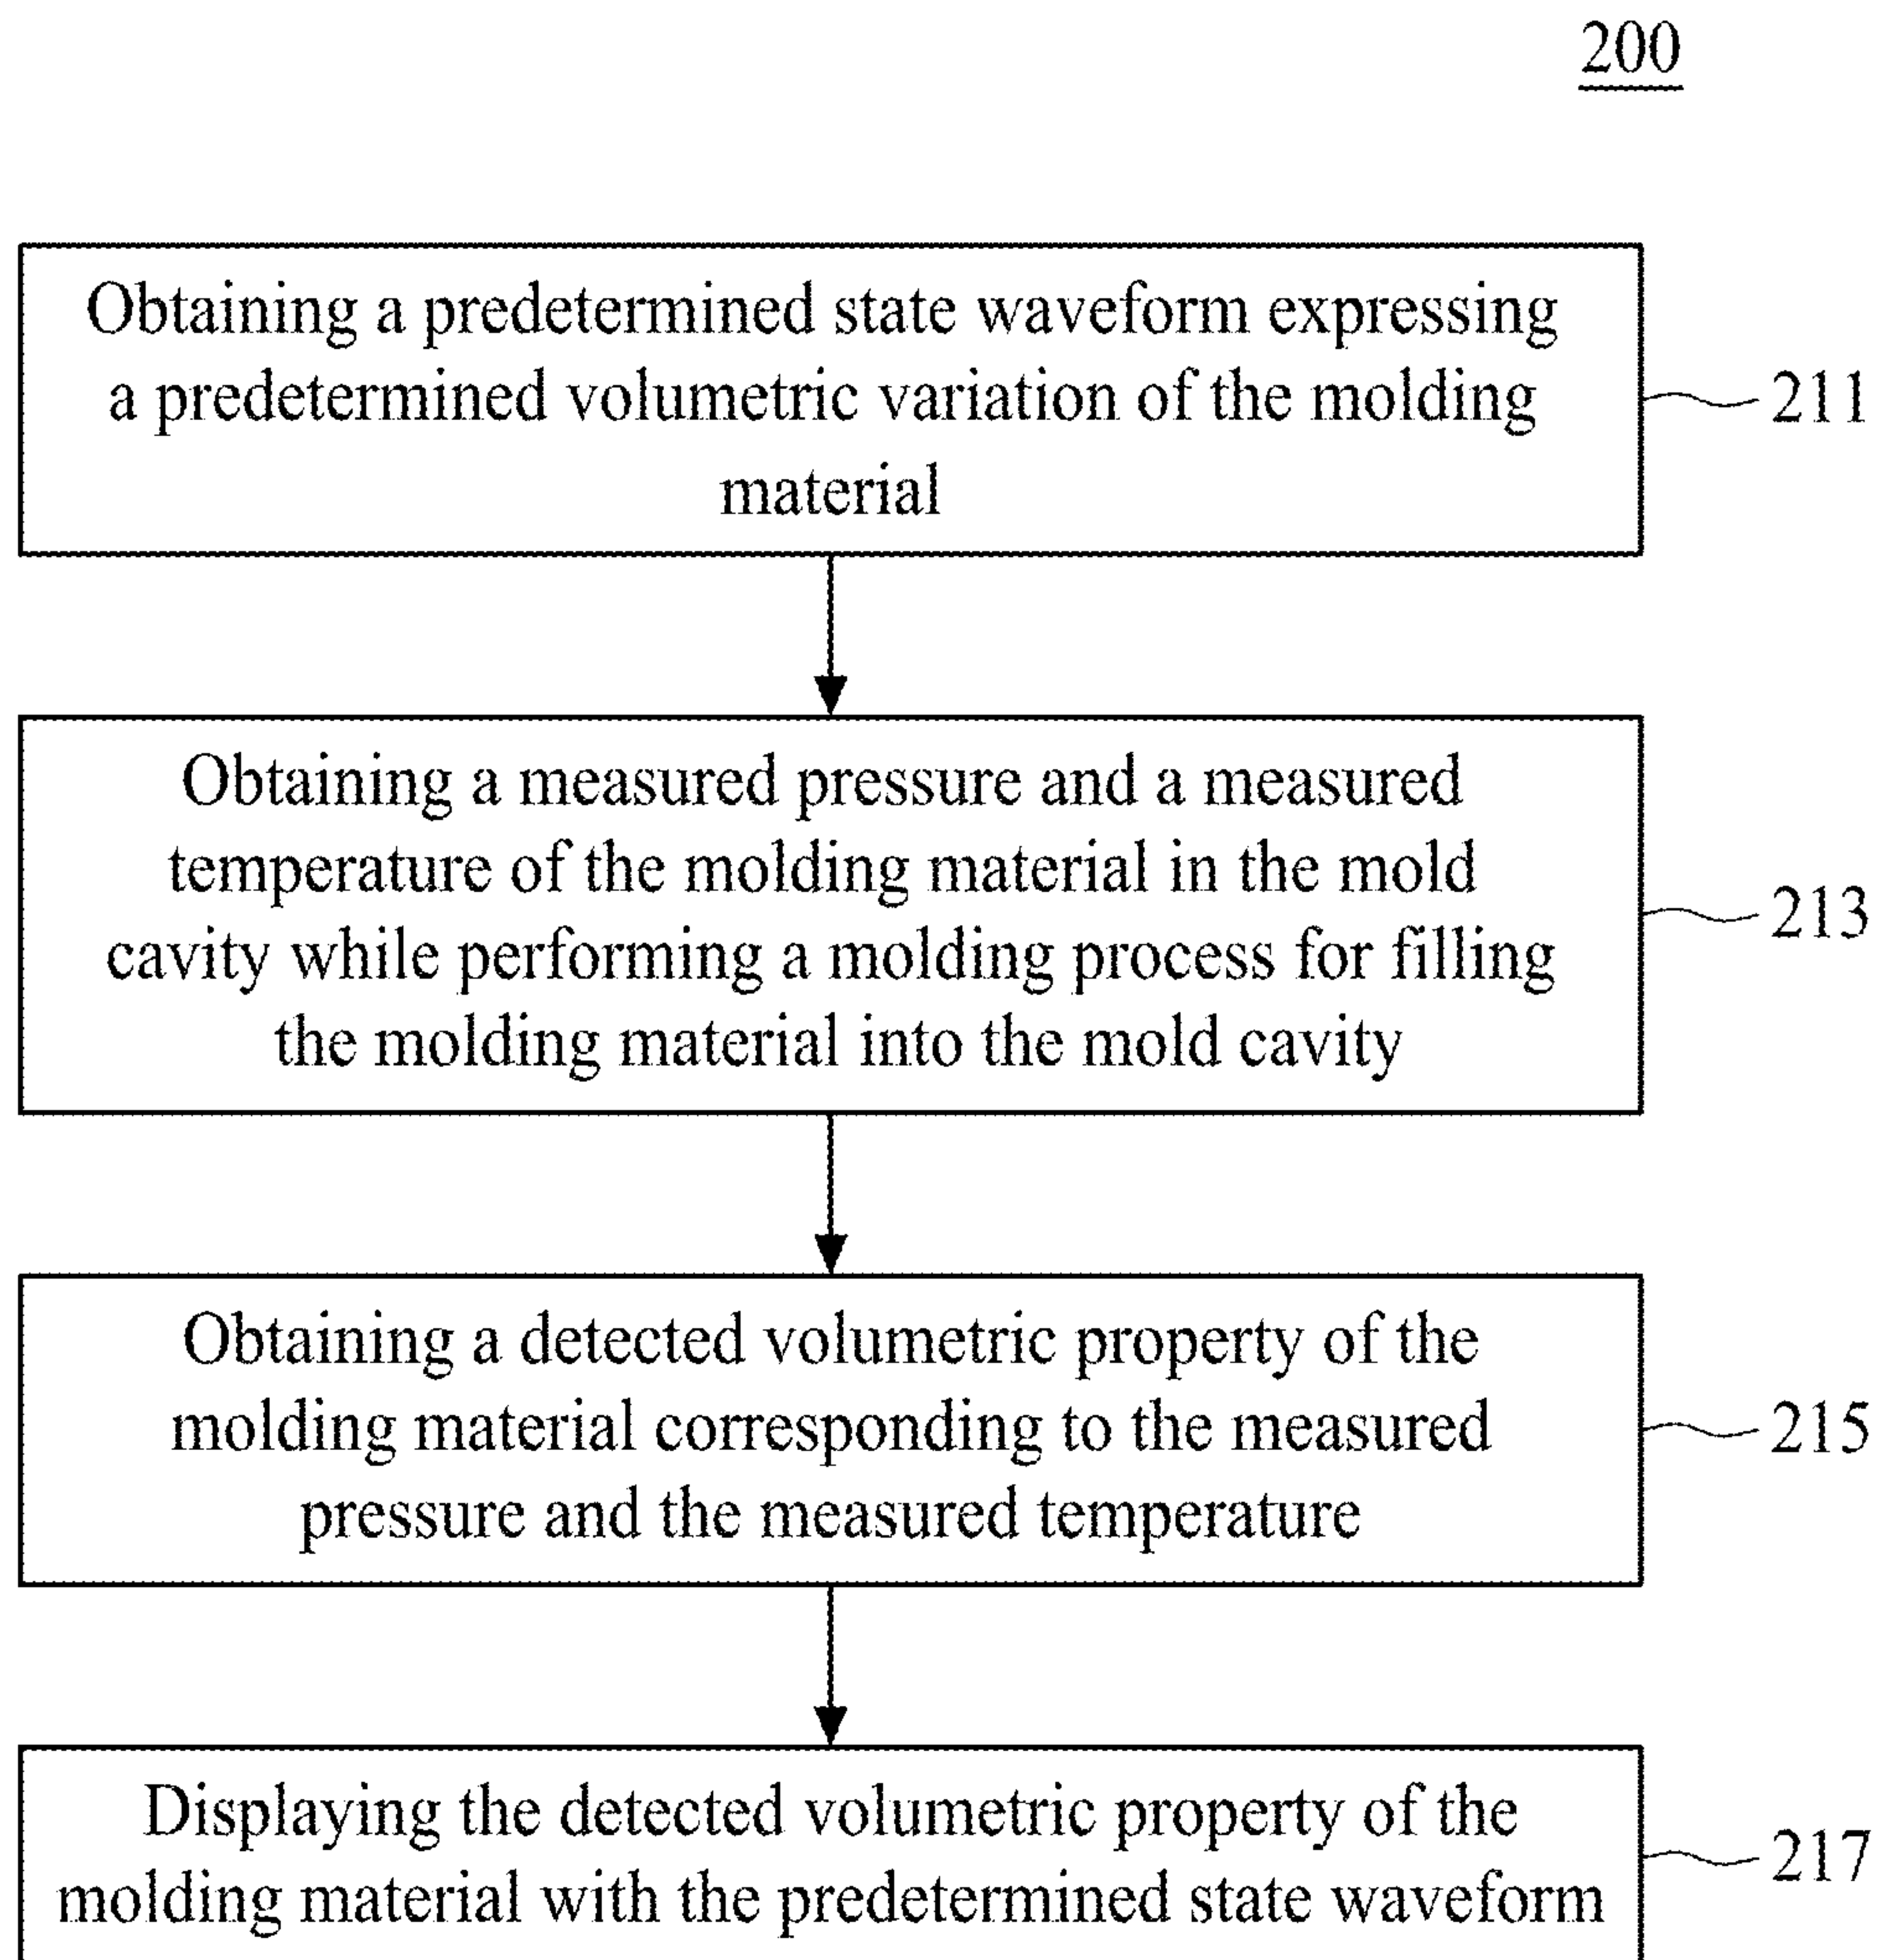 200
Obtaining a predetermined state waveform expressing
a predetermined volumetric variation of the molding
material
211
Obtaining a measured pressure and a measured
temperature of the molding material in the mold
cavity while performing a molding process for filling
the molding material into the mold cavity
213
Obtaining a detected volumetric property of the
molding material corresponding to the measured
pressure and the measured temperature
215
Displaying the detected volumetric property of the
molding material with the predetermined state waveform
217